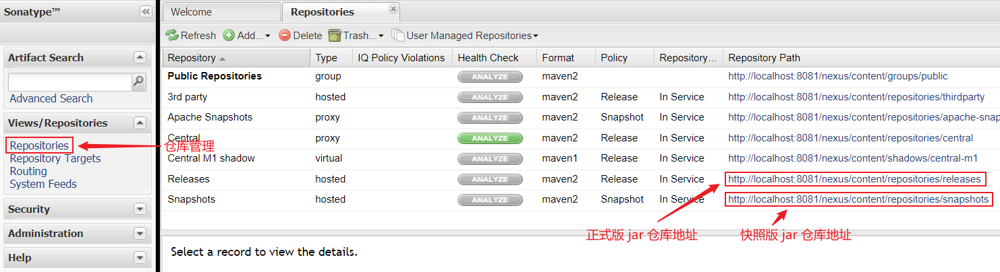 Sonatype™
Welcome
Repositories
Refresh Add... Delete Trash... User Managed Repositories
Artifact Search
Advanced Search
Views/Repositories
Repositories
Repository Targets
Routing
System Feeds
Security
Administration
Help
仓库管理
Repository Type IQ Policy Violations Health Check Format Policy Repository... Repository Path
Public Repositories group ANALYZE maven2 http://localhost:8081/nexus/content/groups/public
3rd party hosted ANALYZE maven2 Release In Service http://localhost:8081/nexus/content/repositories/thirdparty
Apache Snapshots proxy ANALYZE maven2 Snapshot In Service http://localhost:8081/nexus/content/repositories/apache-snap
Central proxy ANALYZE maven2 Release In Service http://localhost:8081/nexus/content/repositories/central
Central M1 shadow virtual ANALYZE maven1 Release In Service http://localhost:8081/nexus/content/shadows/central-m1
Releases hosted ANALYZE maven2 Release In Service http://localhost:8081/nexus/content/repositories/releases
Snapshots hosted ANALYZE maven2 Snapshot In Service http://localhost:8081/nexus/content/repositories/snapshots
正式版 jar 仓库地址
快照版 jar 仓库地址
Select a record to view the details.